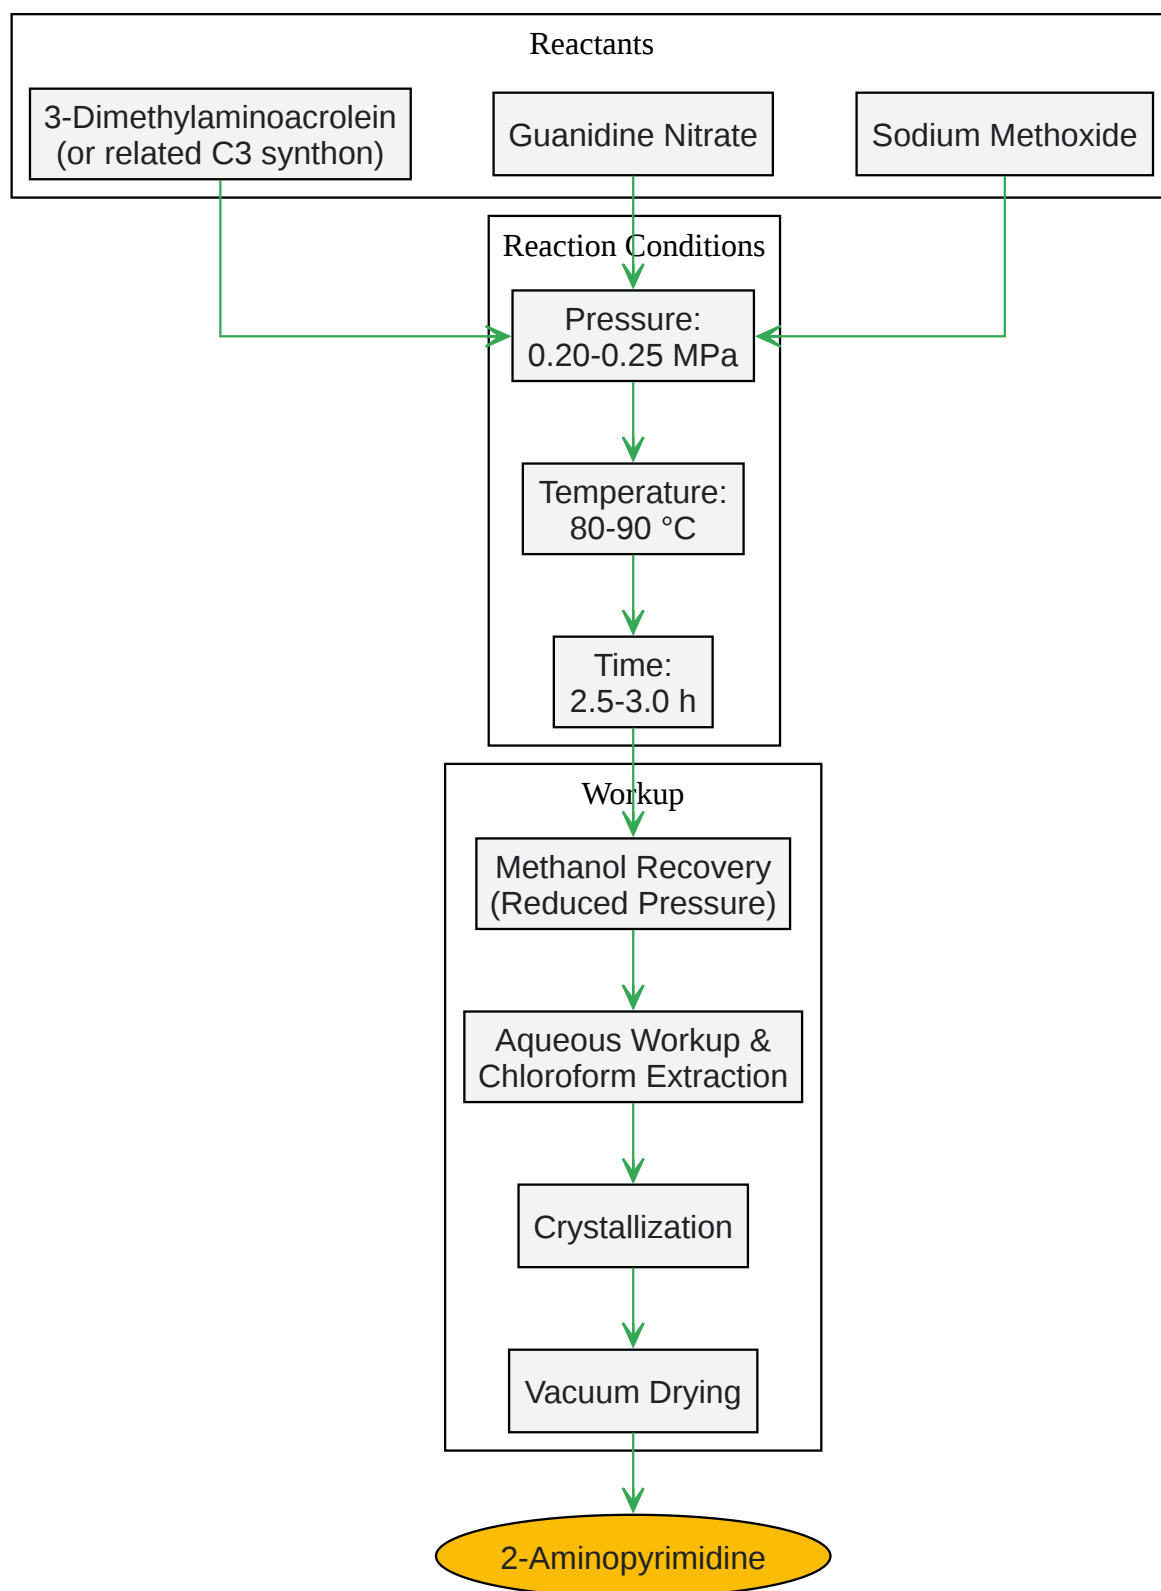 Reactants
3-Dimethylaminoacrolein
(or related C3 synthon)
Guanidine Nitrate
Sodium Methoxide
Reaction Conditions
Pressure:
0.20-0.25 MPa
Temperature:
80-90 °C
Time:
2.5-3.0 h
Workup
Methanol Recovery
(Reduced Pressure)
Aqueous Workup &
Chloroform Extraction
Crystallization
Vacuum Drying
2-Aminopyrimidine